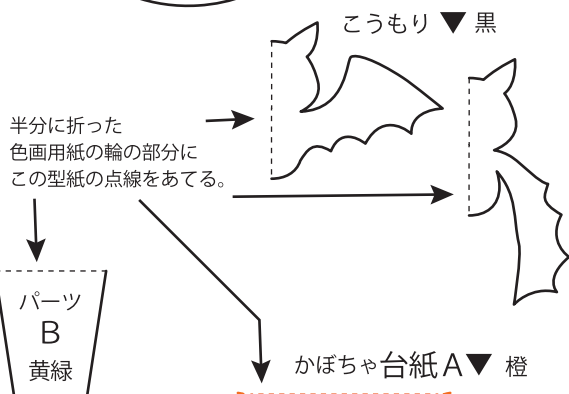 こうもり ▼ 黒
半分に折った
色画用紙の輪の部分に
この型紙の点線をあてる。
パーツ
B
黄緑
かぼちゃ台紙A▼ 橙